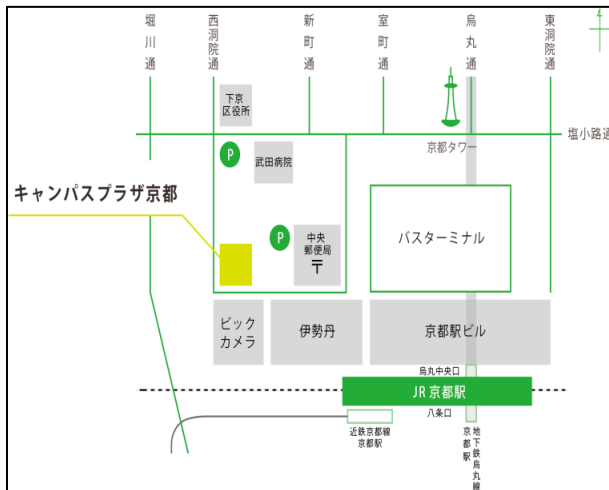 堀川通
西洞院通
新町通
室町通
烏丸通
東洞院通
下京
区役所
塩小路通
京都タワー
P
武田病院
キャンパスプラザ京都
P
中央
郵便局
〒
バスターミナル
ビック
カメラ
伊勢丹
京都駅ビル
烏丸中央口
JR 京都駅
八条口
近鉄京都線
京都駅
地下鉄烏丸線
京都駅